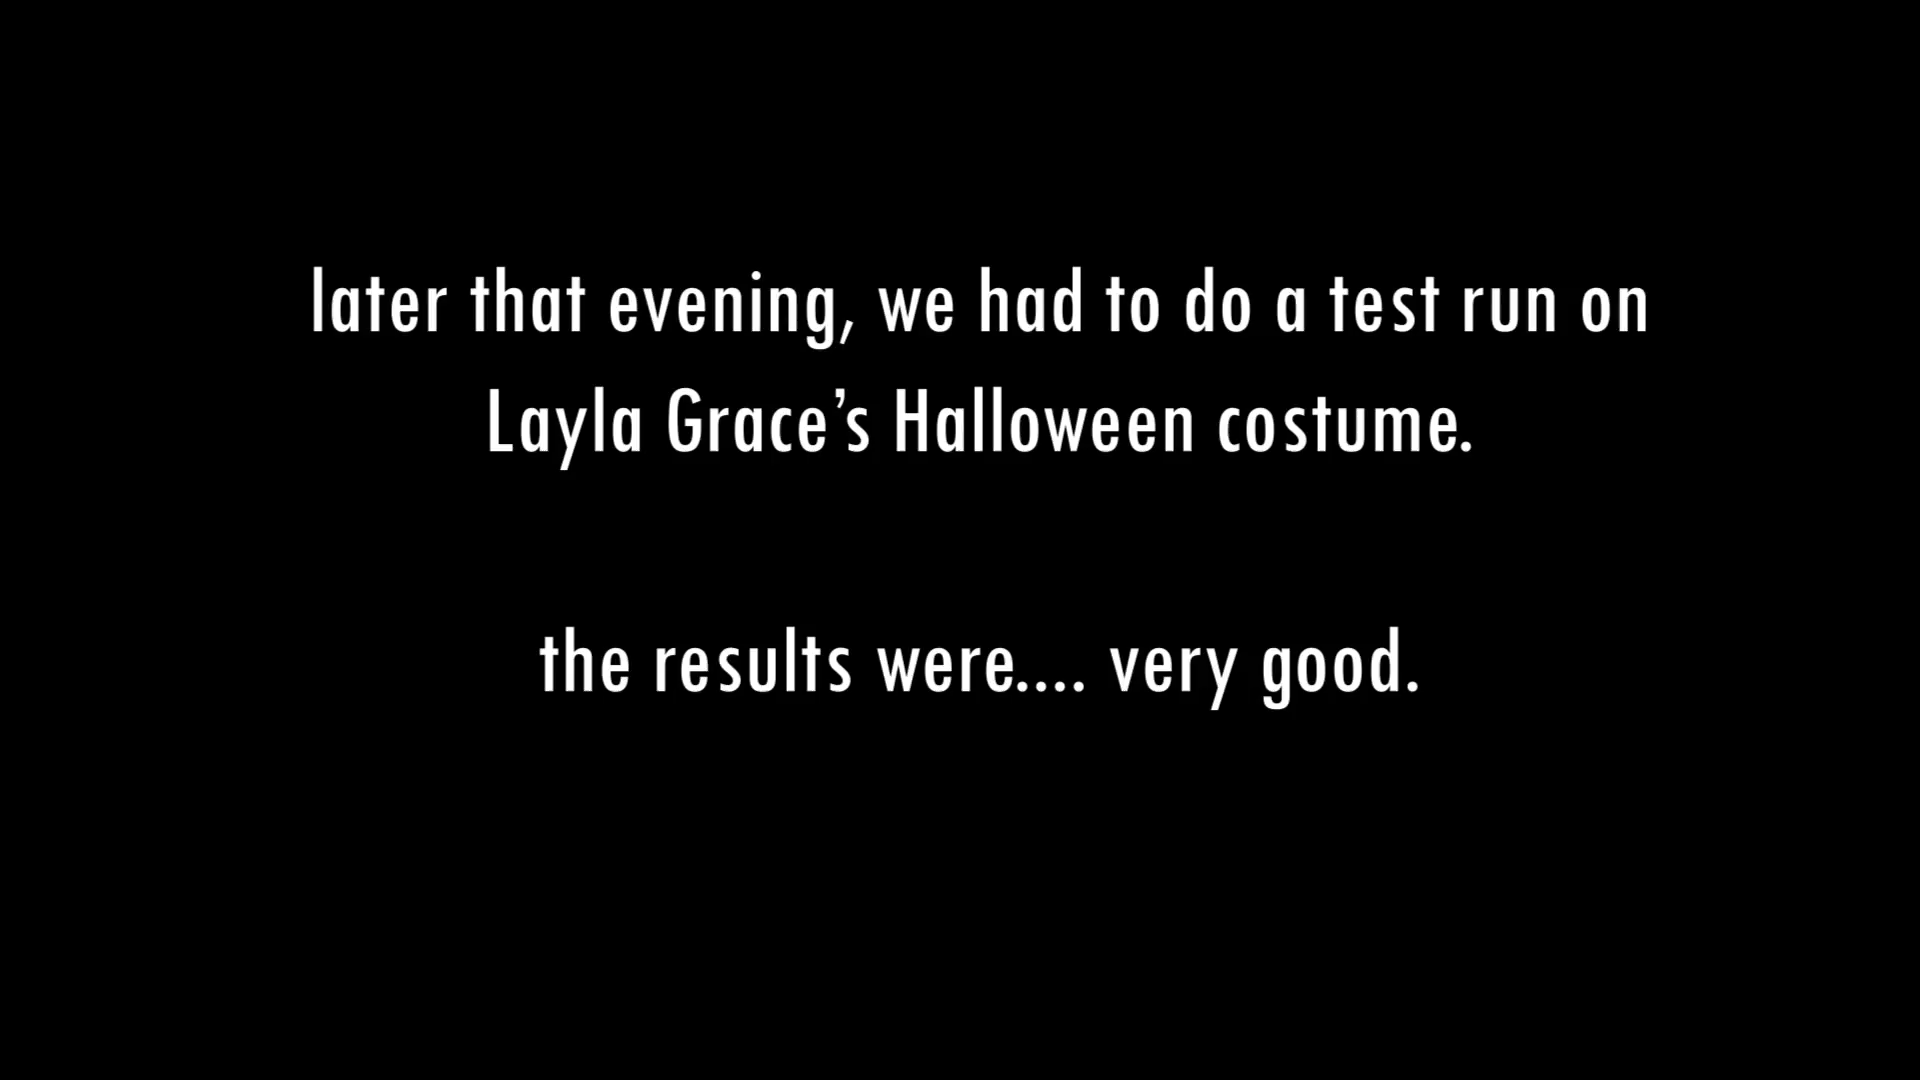 later that evening, we had to do a test run on
Layla Grace’s Halloween costume.
the results were.... very good.